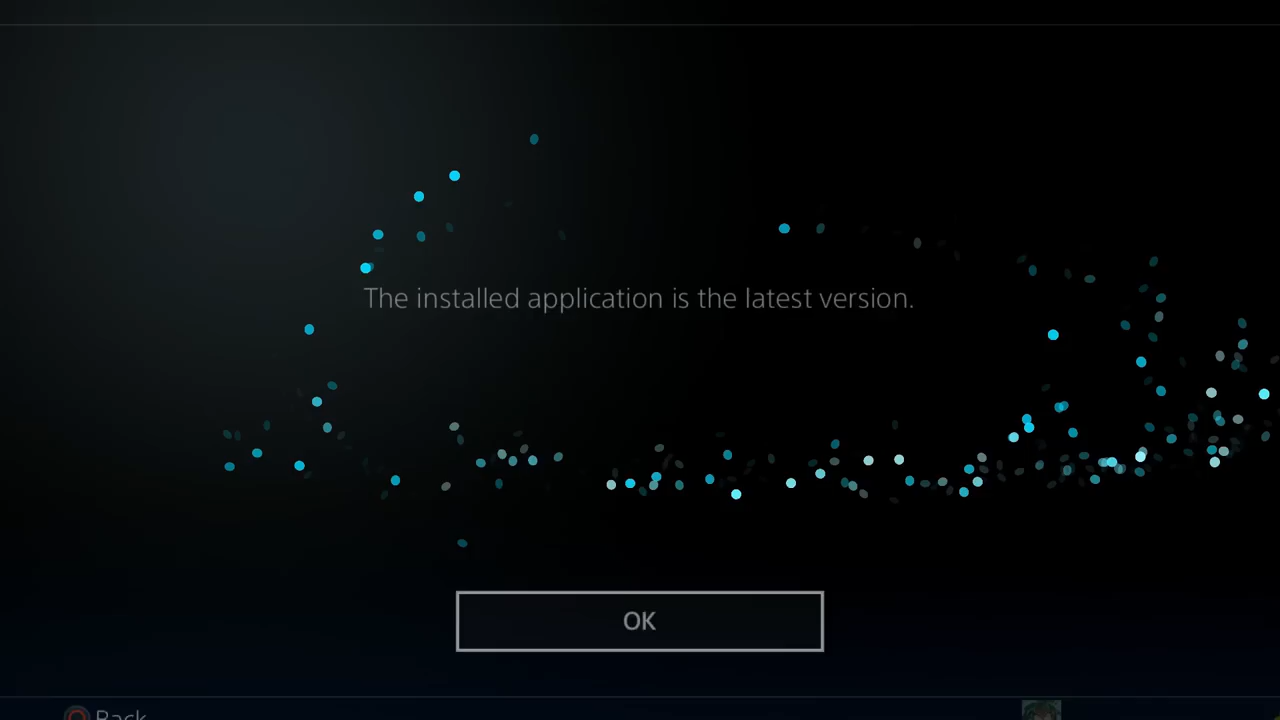 The installed application is the latest version.
OK
Back